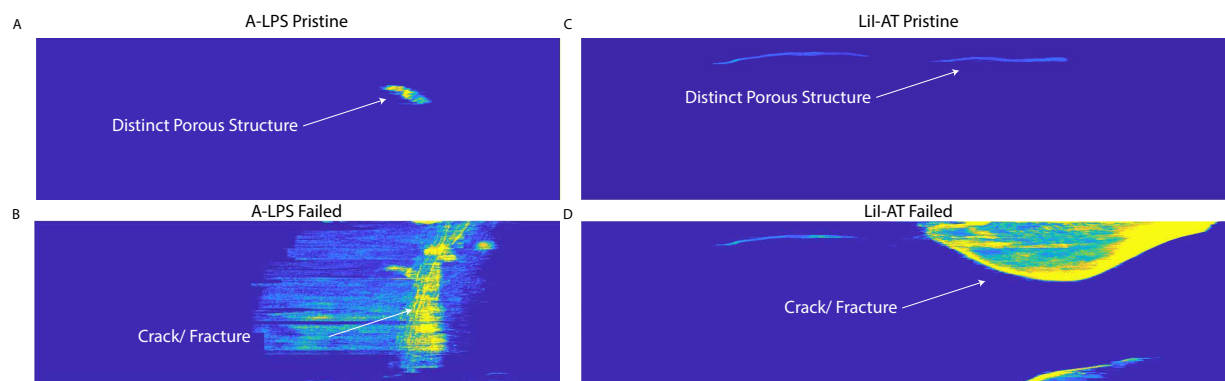 A
A-LPS Pristine
Distinct Porous Structure
C
LiI-AT Pristine
Distinct Porous Structure
B
A-LPS Failed
Crack/ Fracture
D
LiI-AT Failed
Crack/ Fracture